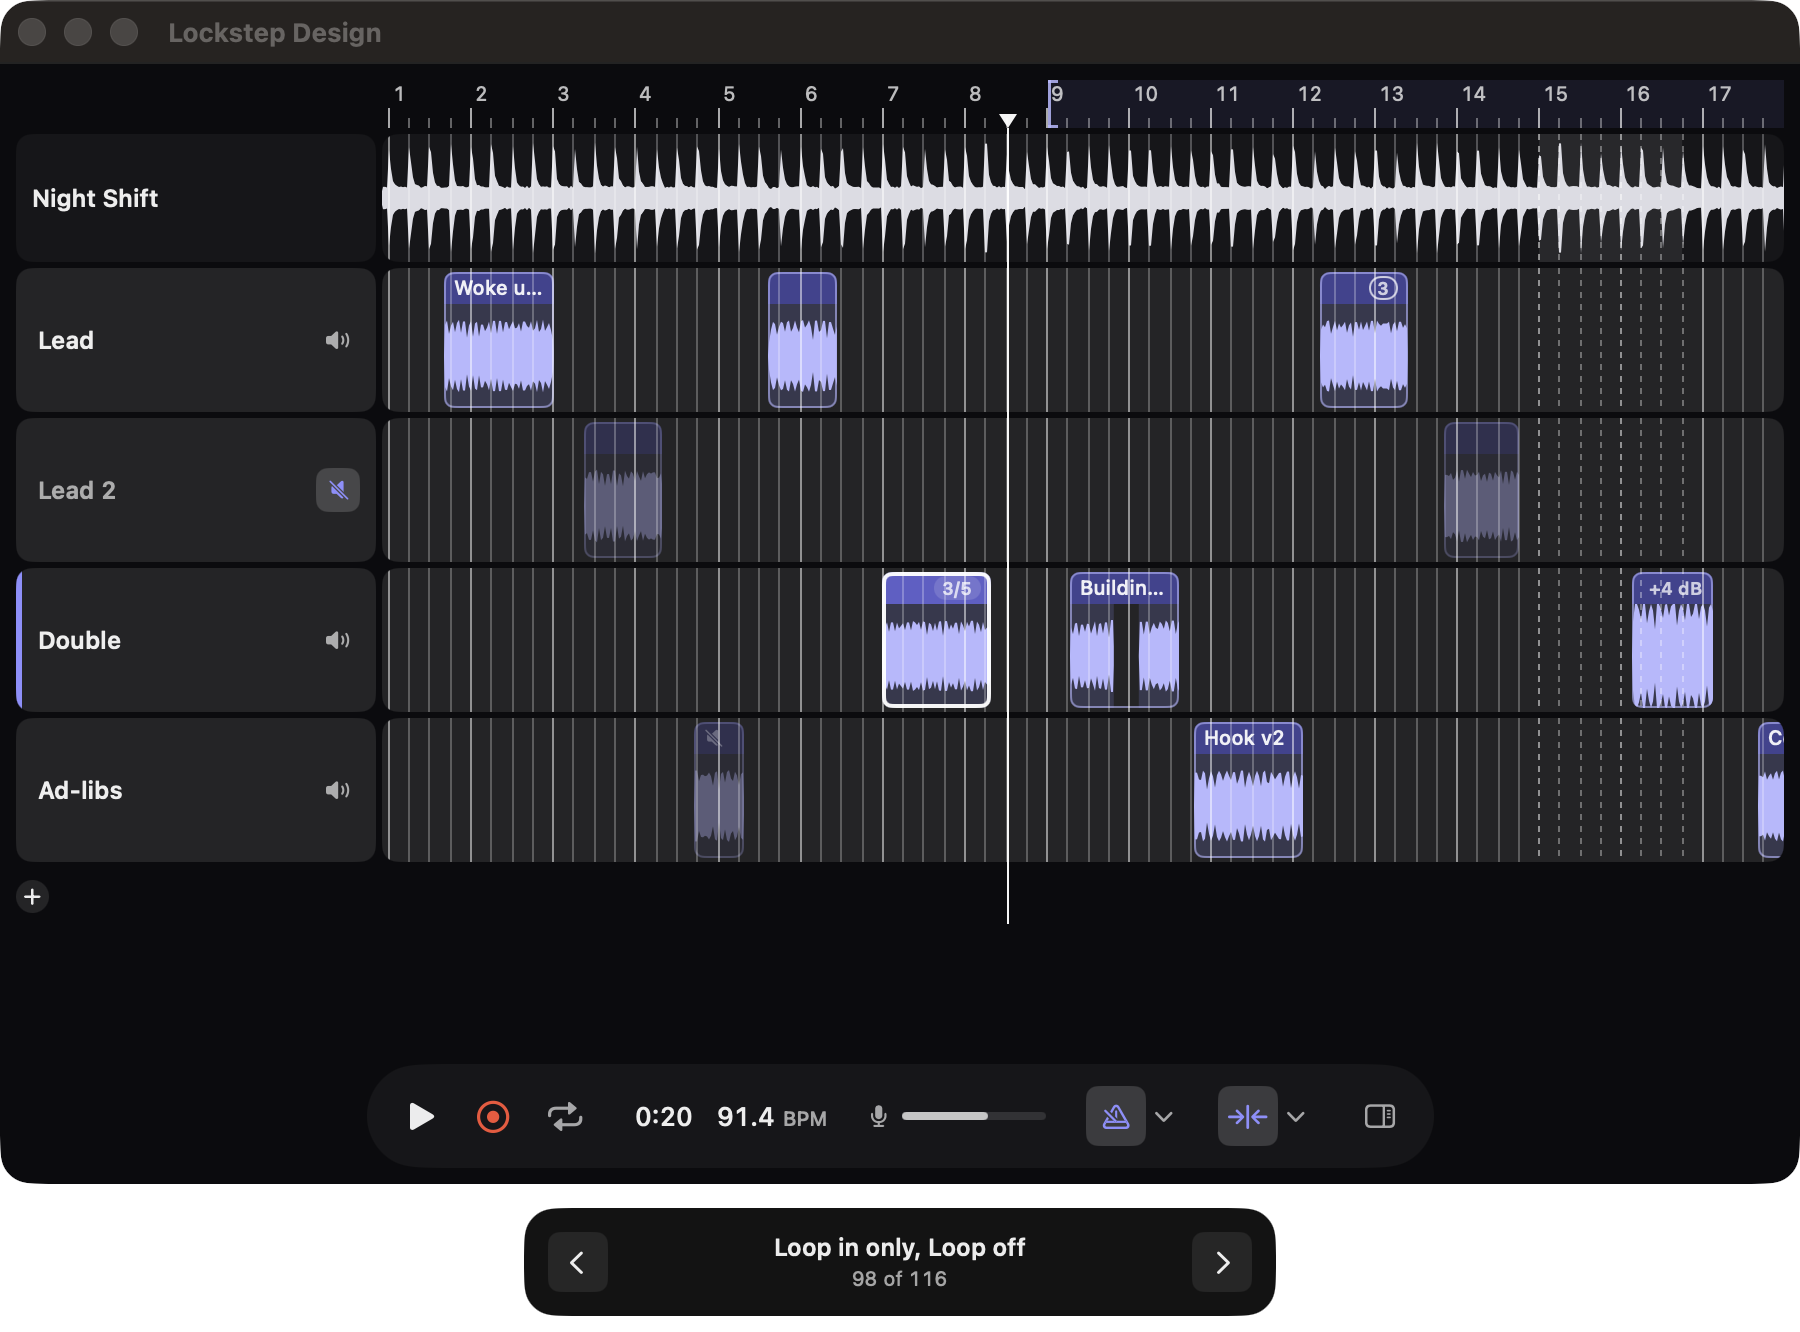 Lockstep Design
1 2 3 4 5 6 7 8 9 10 11 12 13 14 15 16 17
Night Shift
Lead
Woke u...
3
Lead 2
Double
3/5
Buildin...
+4 dB
Ad-libs
Hook v2
0:20 91.4 BPM
Loop in only, Loop off
98 of 116